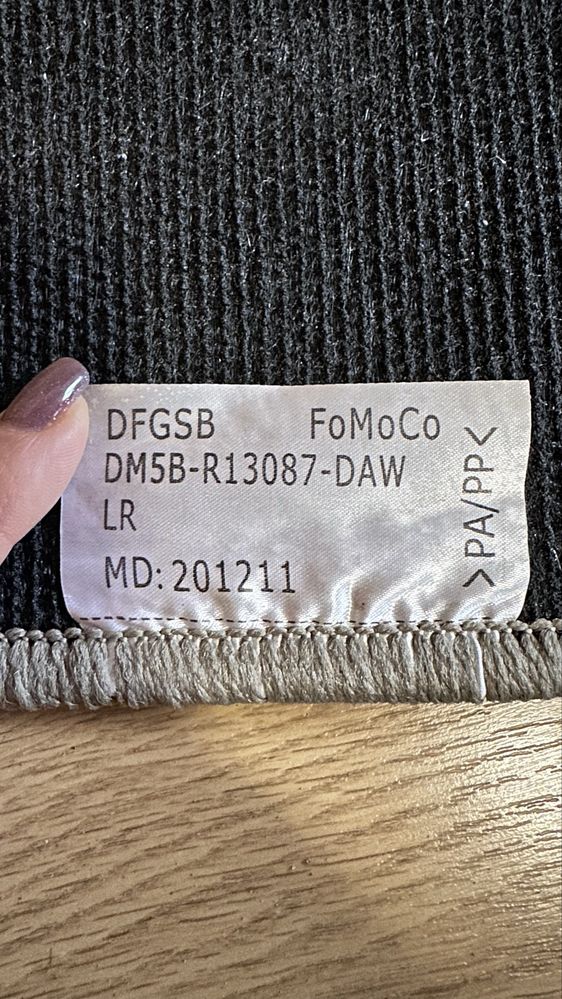 DFGSB FoMoCo
DM5B-R13087-DAW
LR
MD: 201211
>PA/PP<